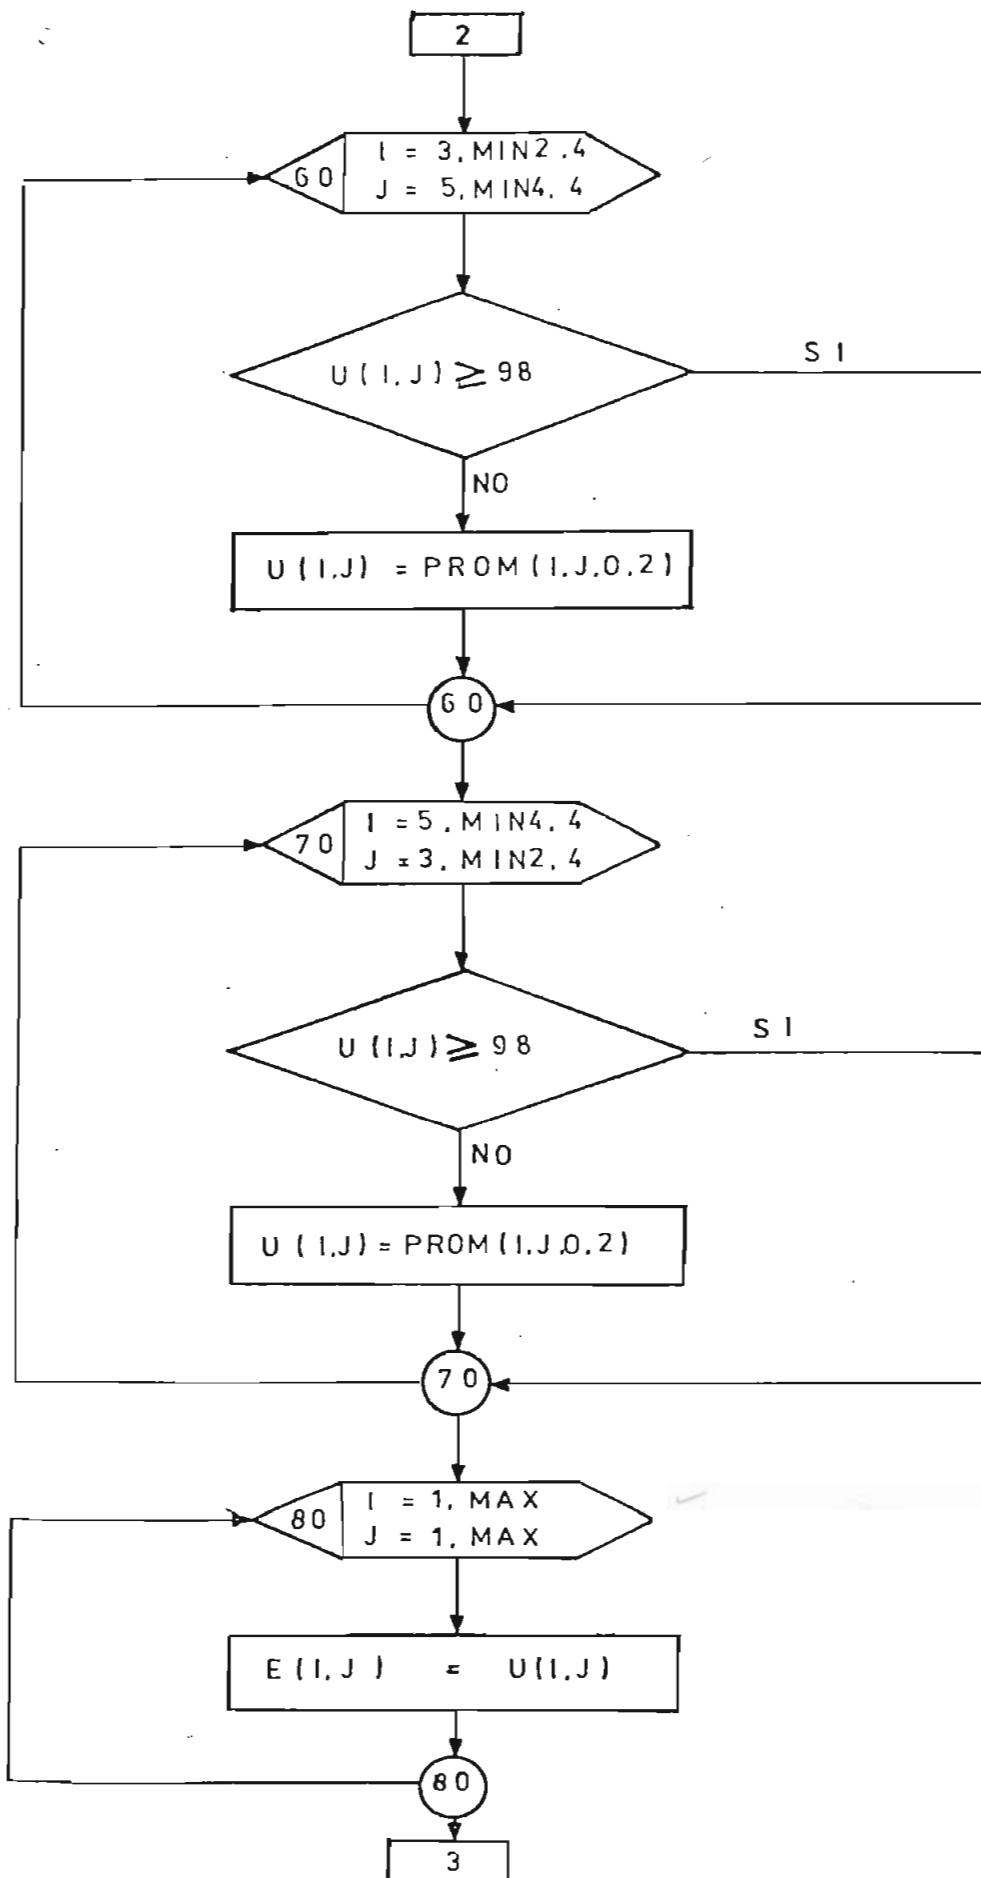 2
60
I = 3, MIN2, 4
J = 5, MIN4, 4
U(I,J) ≥ 98
SI
NO
U(I,J) = PROM(I,J,0,2)
60
70
I = 5, MIN4, 4
J = 3, MIN2, 4
U(I,J) ≥ 98
SI
NO
U(I,J) = PROM(I,J,0,2)
70
80
I = 1, MAX
J = 1, MAX
E(I,J) = U(I,J)
80
3